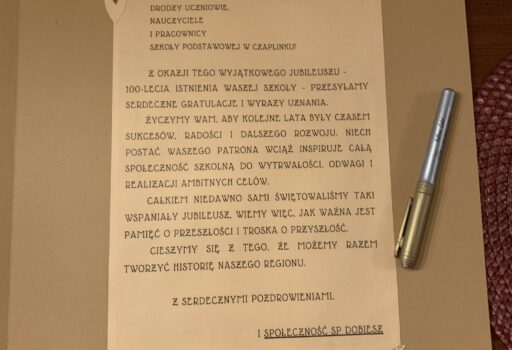 DRODZY UCZNIOWIE,
NAUCZYCIELE
I PRACOWNICY
SZKOŁY PODSTAWOWEJ W CZAPLINKU!
Z OKAZJI TEGO WYJĄTKOWEGO JUBILEUSZU -
100-LECIA ISTNIENIA WASZEJ SZKOŁY - PRZESYŁAMY
SERDECZNE GRATULACJE I WYRAZY UZNANIA.
ŻYCZYMY WAM, ABY KOLEJNE LATA BYŁY CZASEM
SUKCESÓW, RADOŚCI I DALSZEGO ROZWOJU. NIECH
POSTAĆ WASZEGO PATRONA WCIĄŻ INSPIRUJE CAŁĄ
SPOŁECZNOŚĆ SZKOLNĄ DO WYTRWAŁOŚCI, ODWAGI I
REALIZACJI AMBITNYCH CELÓW.
CAŁKIEM NIEDAWNO SAMI ŚWIĘTOWALIŚMY TAKI
WSPANIAŁY JUBILEUSZ, WIEMY WIĘC, JAK WAŻNA JEST
PAMIĘĆ O PRZESZŁOŚCI I TROSKA O PRZYSZŁOŚĆ.
CIESZYMY SIĘ Z TEGO, ŻE MOŻEMY RAZEM
TWORZYĆ HISTORIĘ NASZEGO REGIONU.
Z SERDECZNYMI POZDROWIENIAMI,
I SPOŁECZNOŚĆ SP DOBIESZ